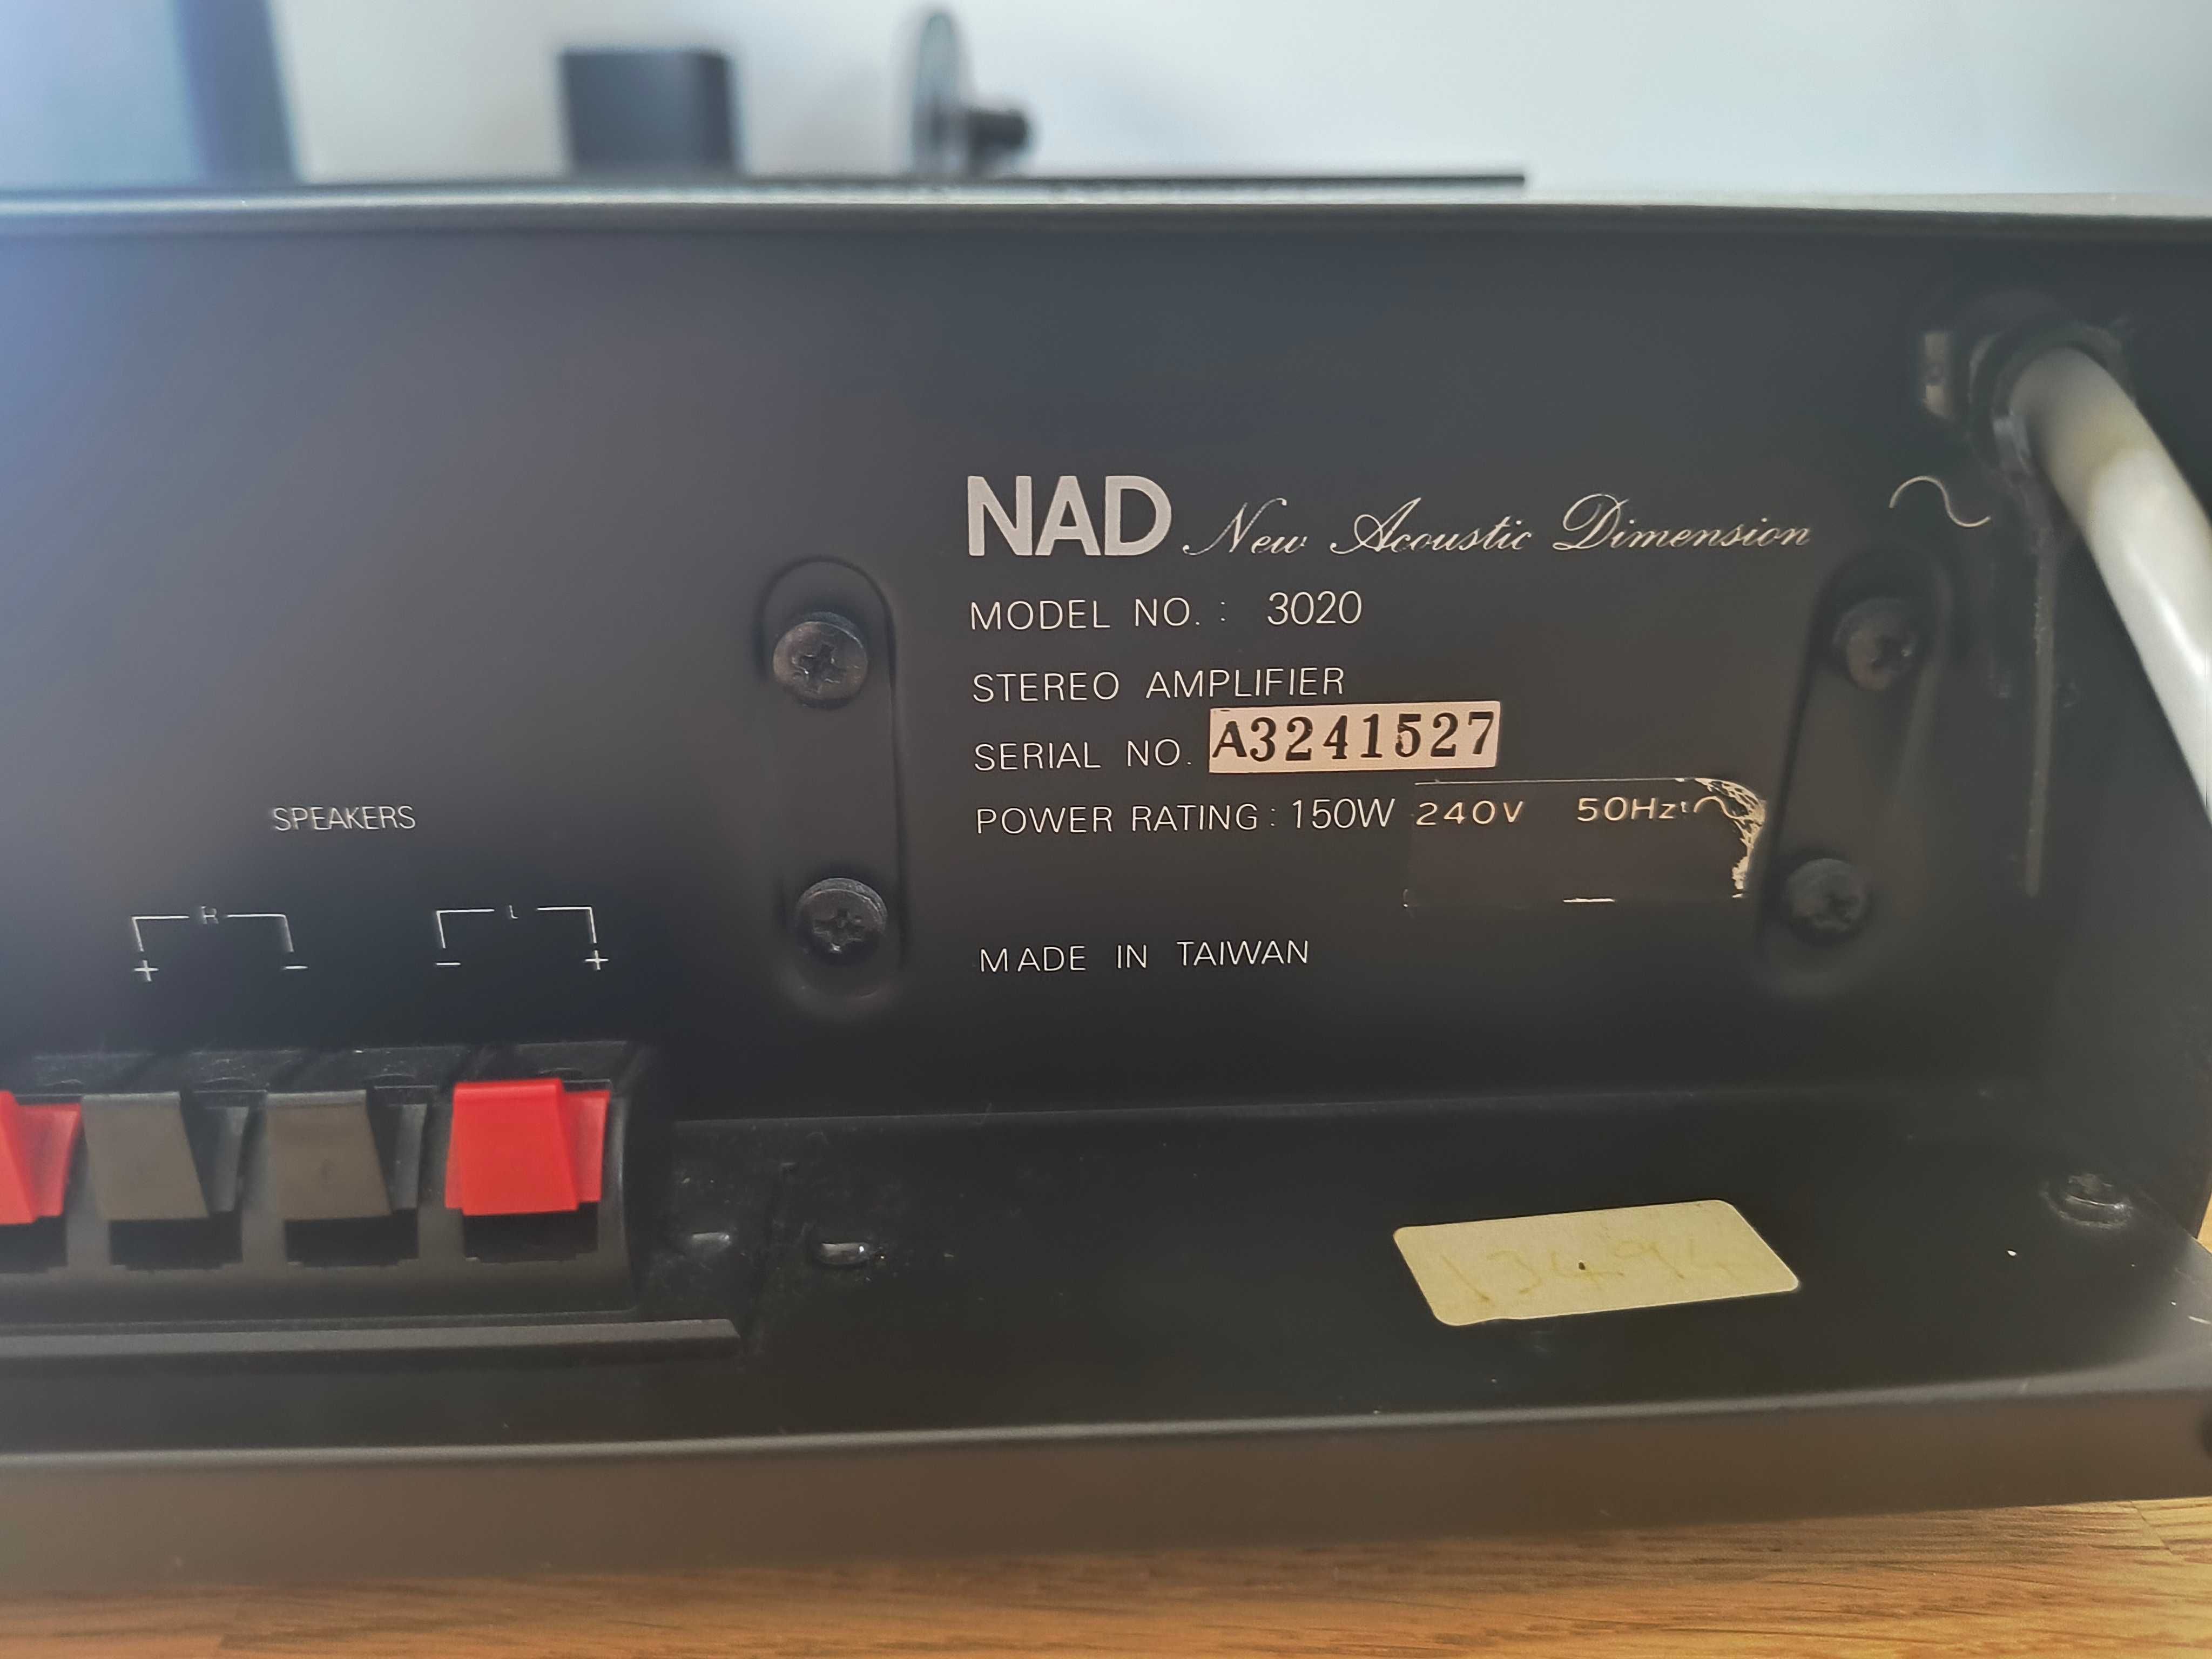 NAD New Acoustic Dimension
MODEL NO.: 3020
STEREO AMPLIFIER
SERIAL NO. A3241527
POWER RATING: 150W 240V 50Hz
MADE IN TAIWAN
SPEAKERS
R L
+ - - +